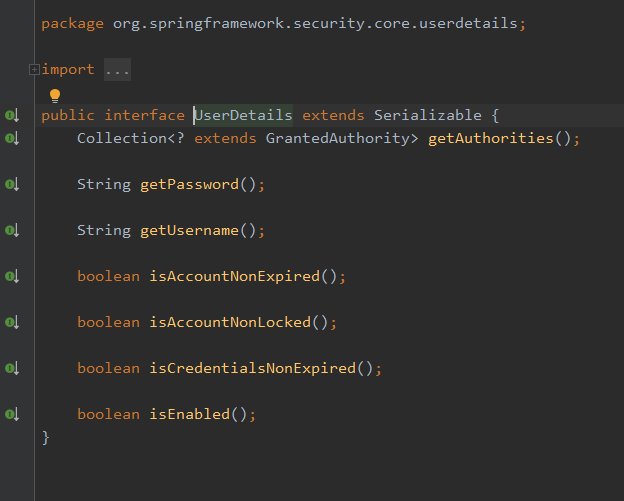 package org.springframework.security.core.userdetails;
import ...
public interface UserDetails extends Serializable {
Collection<? extends GrantedAuthority> getAuthorities();
String getPassword();
String getUsername();
boolean isAccountNonExpired();
boolean isAccountNonLocked();
boolean isCredentialsNonExpired();
boolean isEnabled();
}